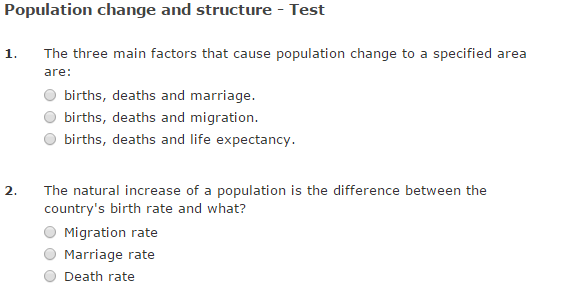 Population change and structure - Test
1. The three main factors that cause population change to a specified area
are:
births, deaths and marriage.
births, deaths and migration.
births, deaths and life expectancy.
2. The natural increase of a population is the difference between the
country's birth rate and what?
Migration rate
Marriage rate
Death rate